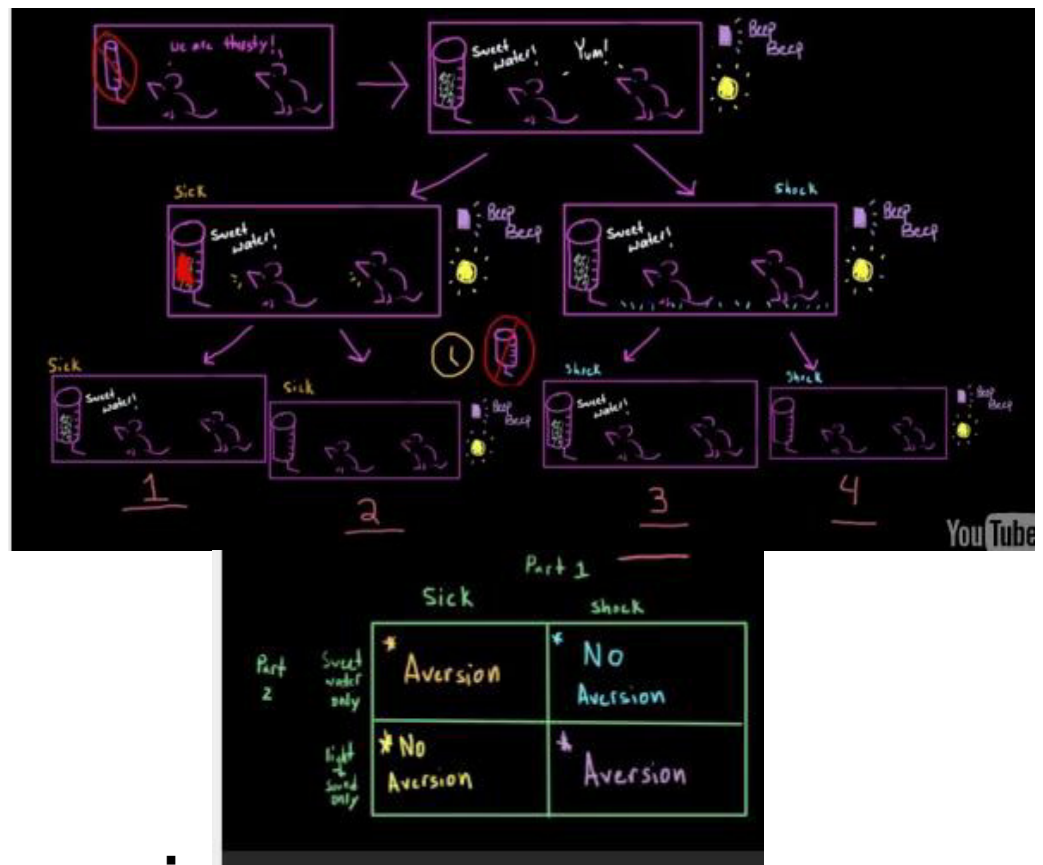 we are thirsty!
Sweet
water!
Yum!
Beep
Beep
Sick
Sweet
water!
Beep
Beep
Shock
Sweet
water!
Beep
Beep
Sick
Sweet
water!
Sick
Beep
Beep
Shock
Sweet
water!
Shock
Beep
Beep
1
2
3
4
YouTube
Part 1
Sick
Shock
Part
2
Sweet
water
only
Aversion
No
Aversion
light
+
sound
only
No
Aversion
Aversion